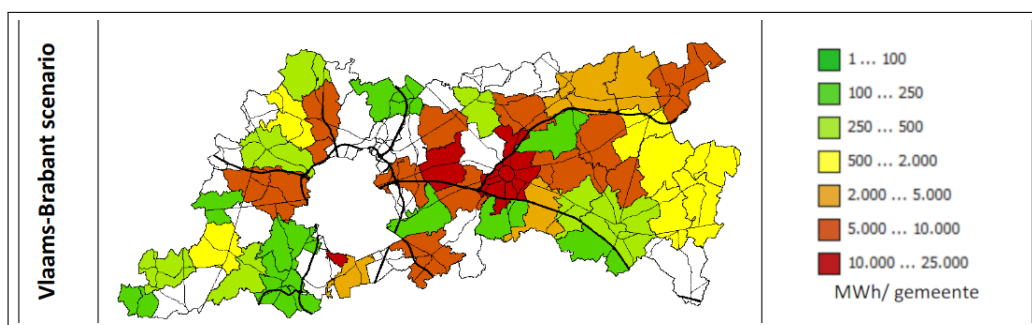 Vlaams-Brabant scenario
1 ... 100
100 ... 250
250 ... 500
500 ... 2.000
2.000 ... 5.000
5.000 ... 10.000
10.000 ... 25.000
MWh/ gemeente